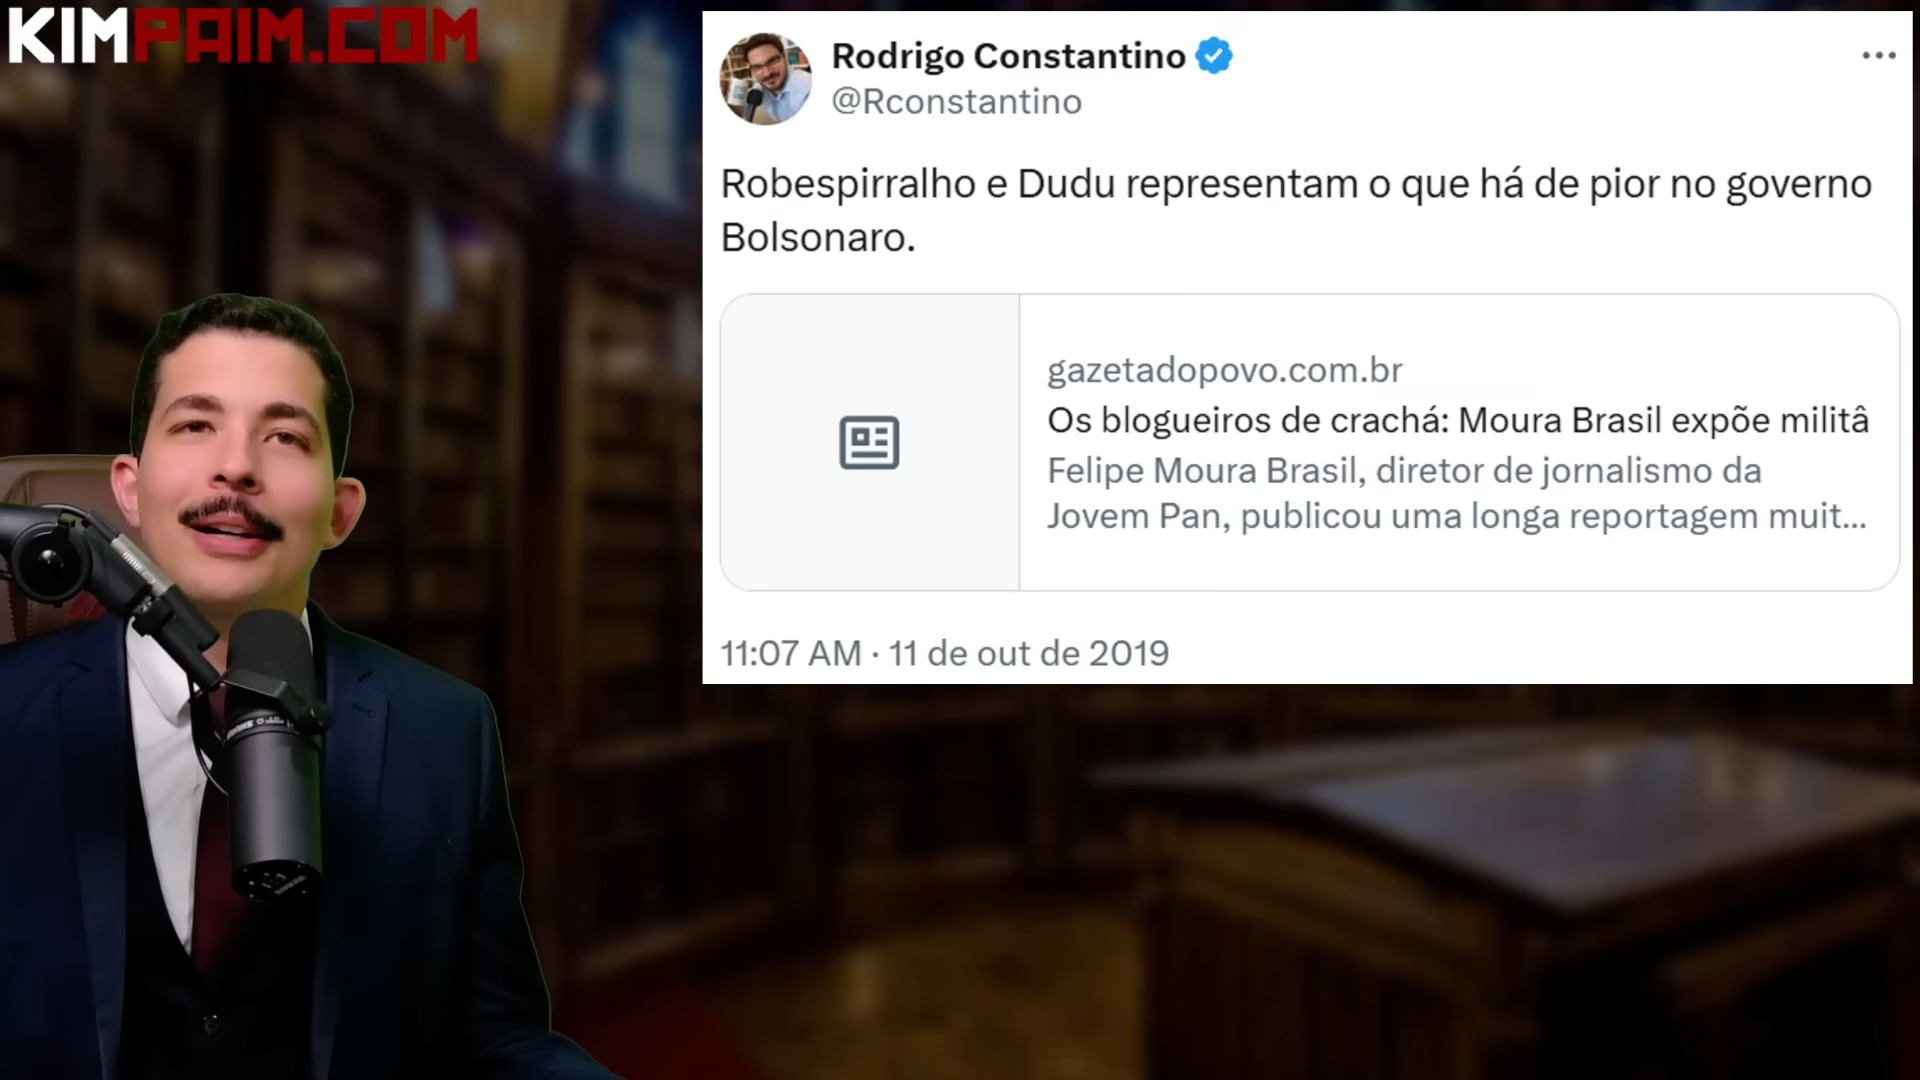 KIMPAIM.COM
Rodrigo Constantino
@Rconstantino
Robespirralho e Dudu representam o que há de pior no governo
Bolsonaro.
gazetadopovo.com.br
Os blogueiros de crachá: Moura Brasil expõe militâ
Felipe Moura Brasil, diretor de jornalismo da
Jovem Pan, publicou uma longa reportagem muit...
11:07 AM · 11 de out de 2019